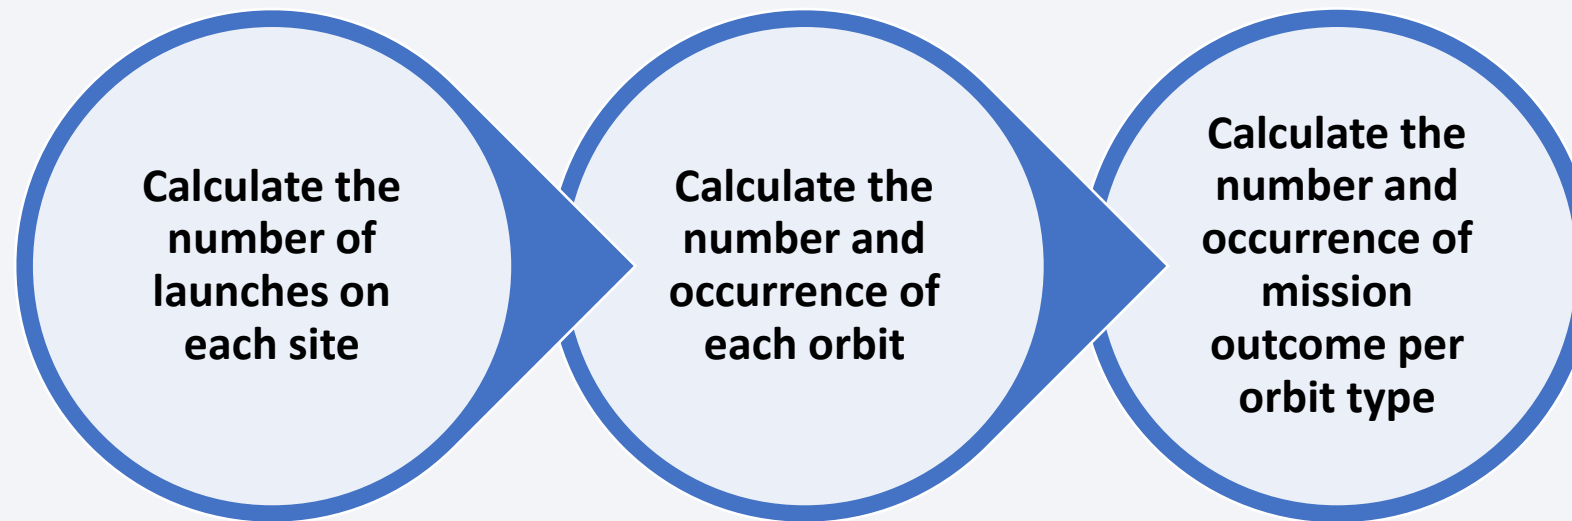 Calculate the
number of
launches on
each site
Calculate the
number and
occurrence of
each orbit
Calculate the
number and
occurrence of
mission
outcome per
orbit type